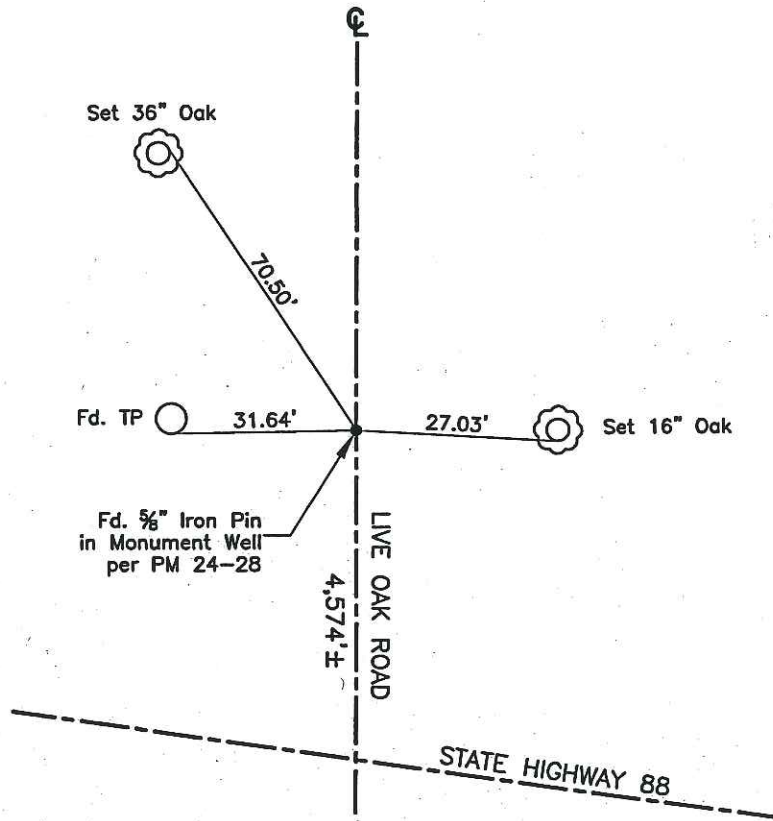 ℄
Set 36" Oak
70.50'
Fd. TP
31.64'
27.03'
Set 16" Oak
Fd. ⅝" Iron Pin
in Monument Well
per PM 24-28
LIVE OAK ROAD
4,574'±
STATE HIGHWAY 88